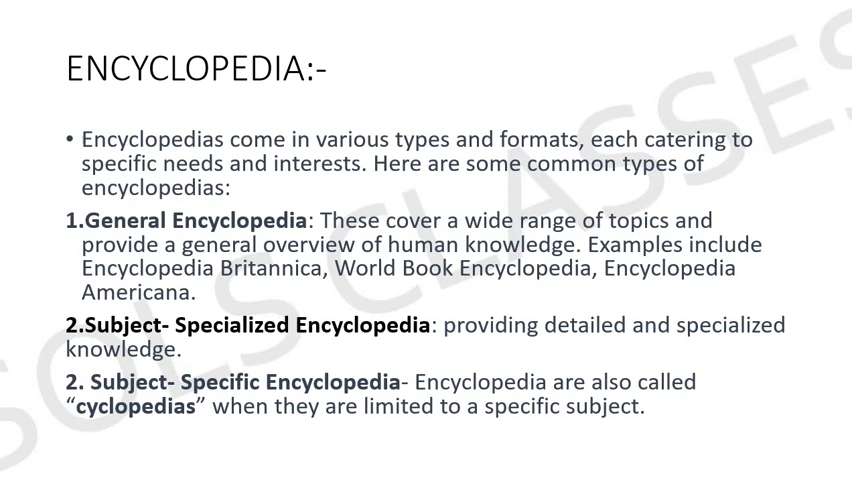 ENCYCLOPEDIA:-
• Encyclopedias come in various types and formats, each catering to
specific needs and interests. Here are some common types of
encyclopedias:
1.General Encyclopedia: These cover a wide range of topics and
provide a general overview of human knowledge. Examples include
Encyclopedia Britannica, World Book Encyclopedia, Encyclopedia
Americana.
2.Subject- Specialized Encyclopedia: providing detailed and specialized
knowledge.
2. Subject- Specific Encyclopedia- Encyclopedia are also called
“cyclopedias” when they are limited to a specific subject.
SOLS CLASSES